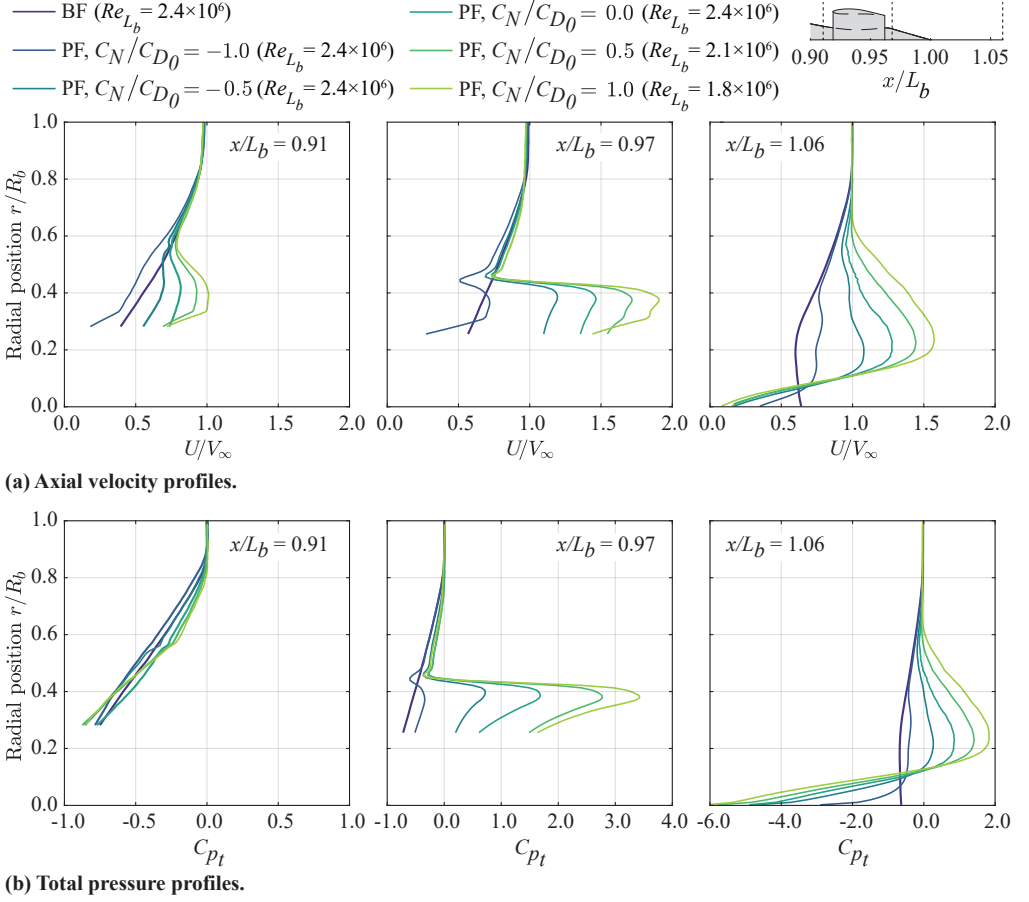 BF (Re_{L_b} = 2.4×10⁶)
PF, C_N/C_{D_0} = 0.0 (Re_{L_b} = 2.4×10⁶)
PF, C_N/C_{D_0} = −1.0 (Re_{L_b} = 2.4×10⁶)
PF, C_N/C_{D_0} = 0.5 (Re_{L_b} = 2.1×10⁶)
PF, C_N/C_{D_0} = −0.5 (Re_{L_b} = 2.4×10⁶)
PF, C_N/C_{D_0} = 1.0 (Re_{L_b} = 1.8×10⁶)
0.90 0.95 1.00 1.05
x/L_b
Radial position r/R_b
1.0
0.8
0.6
0.4
0.2
0.0
x/L_b = 0.91
x/L_b = 0.97
x/L_b = 1.06
0.0 0.5 1.0 1.5 2.0
0.0 0.5 1.0 1.5 2.0
0.0 0.5 1.0 1.5 2.0
U/V_∞
U/V_∞
U/V_∞
(a) Axial velocity profiles.
Radial position r/R_b
1.0
0.8
0.6
0.4
0.2
0.0
x/L_b = 0.91
x/L_b = 0.97
x/L_b = 1.06
-1.0 -0.5 0.0 0.5 1.0
-1.0 0.0 1.0 2.0 3.0 4.0
-6.0 -4.0 -2.0 0.0 2.0
C_{p_t}
C_{p_t}
C_{p_t}
(b) Total pressure profiles.